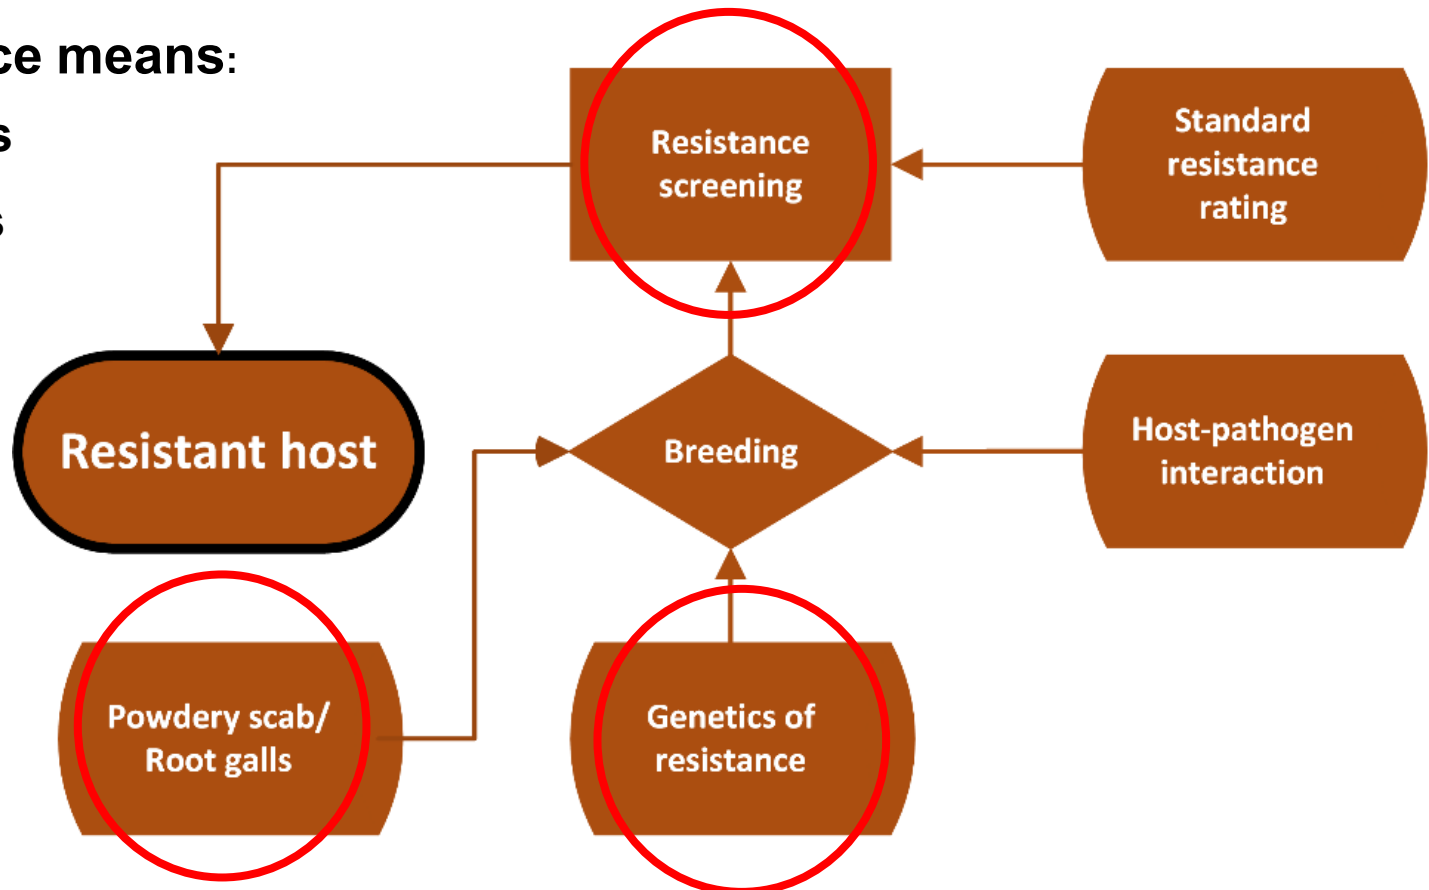 ce means:
s
s
Resistance
screening
Standard
resistance
rating
Resistant host
Breeding
Host-pathogen
interaction
Powdery scab/
Root galls
Genetics of
resistance